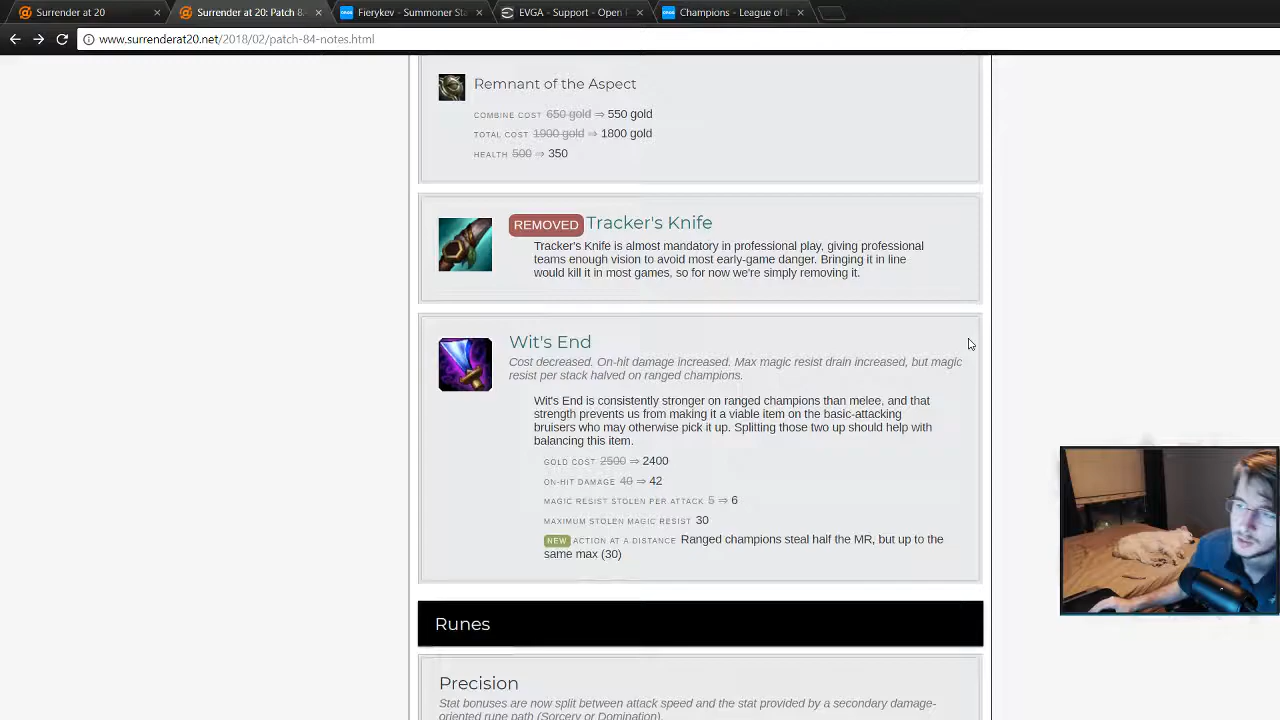 Surrender at 20
Surrender at 20: Patch 8.
Fierykev - Summoner Sta
EVGA - Support - Open I
Champions - League of L
www.surrenderat20.net/2018/02/patch-84-notes.html
Remnant of the Aspect
COMBINE COST 650 gold ⇒ 550 gold
TOTAL COST 1900 gold ⇒ 1800 gold
HEALTH 500 ⇒ 350
REMOVED Tracker's Knife
Tracker's Knife is almost mandatory in professional play, giving professional
teams enough vision to avoid most early-game danger. Bringing it in line
would kill it in most games, so for now we're simply removing it.
Wit's End
Cost decreased. On-hit damage increased. Max magic resist drain increased, but magic
resist per stack halved on ranged champions.
Wit's End is consistently stronger on ranged champions than melee, and that
strength prevents us from making it a viable item on the basic-attacking
bruisers who may otherwise pick it up. Splitting those two up should help with
balancing this item.
GOLD COST 2500 ⇒ 2400
ON-HIT DAMAGE 40 ⇒ 42
MAGIC RESIST STOLEN PER ATTACK 5 ⇒ 6
MAXIMUM STOLEN MAGIC RESIST 30
NEW ACTION AT A DISTANCE Ranged champions steal half the MR, but up to the
same max (30)
Runes
Precision
Stat bonuses are now split between attack speed and the stat provided by a secondary damage-
oriented rune path (Sorcery or Domination).